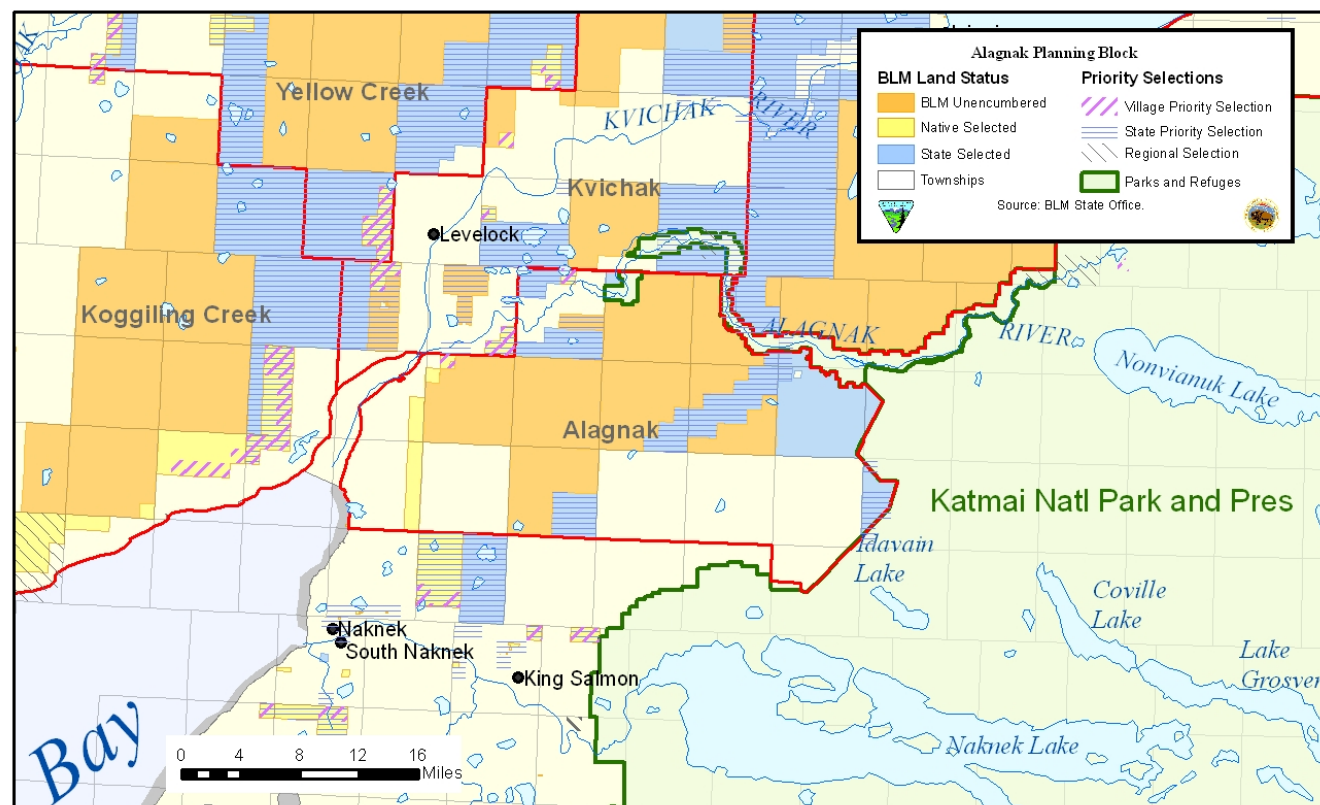 Alagnak Planning Block
BLM Land Status
BLM Unencumbered
Native Selected
State Selected
Townships
Priority Selections
Village Priority Selection
State Priority Selection
Regional Selection
Parks and Refuges
Source: BLM State Office.
Yellow Creek
KVICHAK
RIVER
Kvichak
Levelock
Koggiling Creek
ALAGNAK
RIVER
Nonvianuk Lake
Alagnak
Katmai Natl Park and Pres
Idavain
Lake
Coville
Lake
Lake
Grosver
Naknek
South Naknek
King Salmon
Naknek Lake
Bay
0 4 8 12 16
Miles